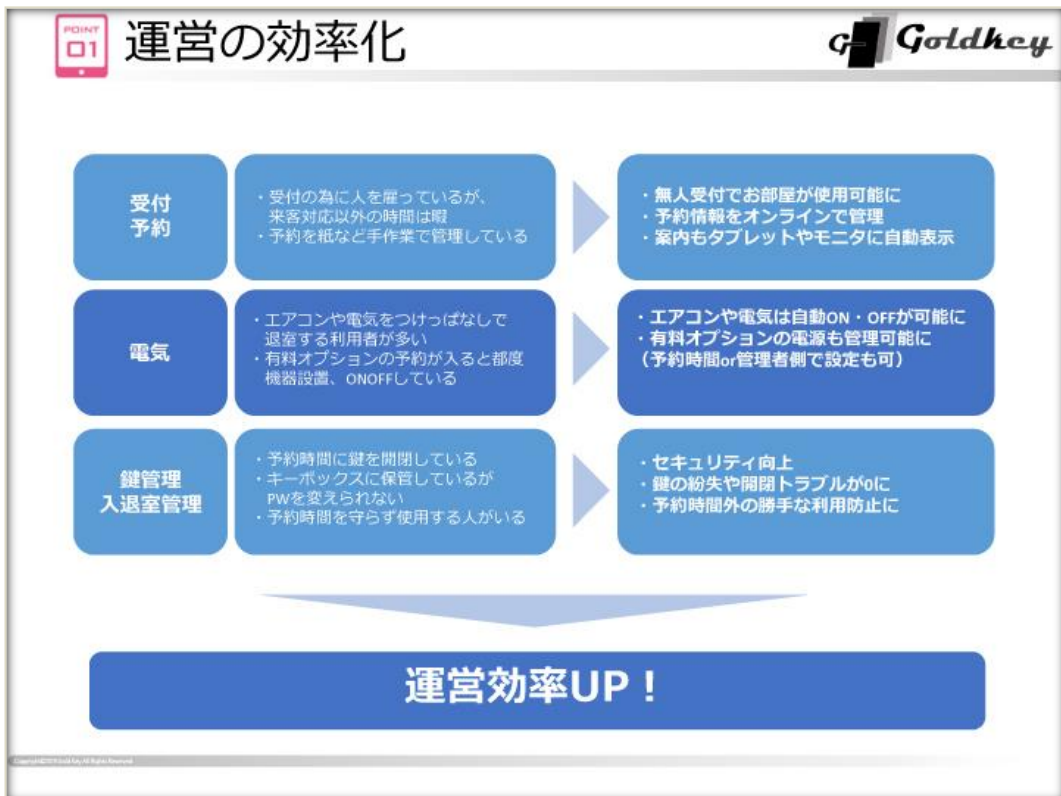 POINT
01
運営の効率化
Goldkey
受付
予約
・受付の為に人を雇っているが、
来客対応以外の時間は暇
・予約を紙など手作業で管理している
・無人受付でお部屋が使用可能に
・予約情報をオンラインで管理
・案内もタブレットやモニタに自動表示
電気
・エアコンや電気をつけっぱなしで
退室する利用者が多い
・有料オプションの予約が入ると都度
機器設置、ONOFFしている
・エアコンや電気は自動ON・OFFが可能に
・有料オプションの電源も管理可能に
（予約時間or管理者側で設定も可）
鍵管理
入退室管理
・予約時間に鍵を開閉している
・キーボックスに保管しているが
PWを変えられない
・予約時間を守らず使用する人がいる
・セキュリティ向上
・鍵の紛失や開閉トラブルが0に
・予約時間外の勝手な利用防止に
運営効率UP！